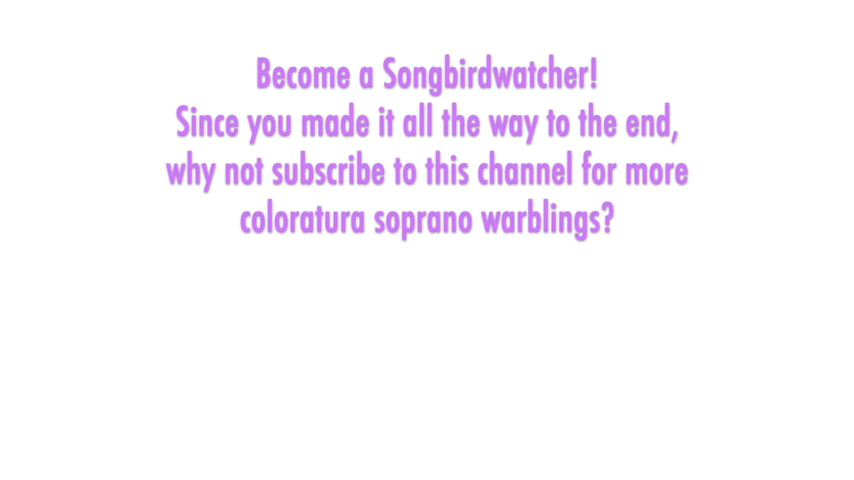 Become a Songbirdwatcher!
Since you made it all the way to the end,
why not subscribe to this channel for more
coloratura soprano warblings?